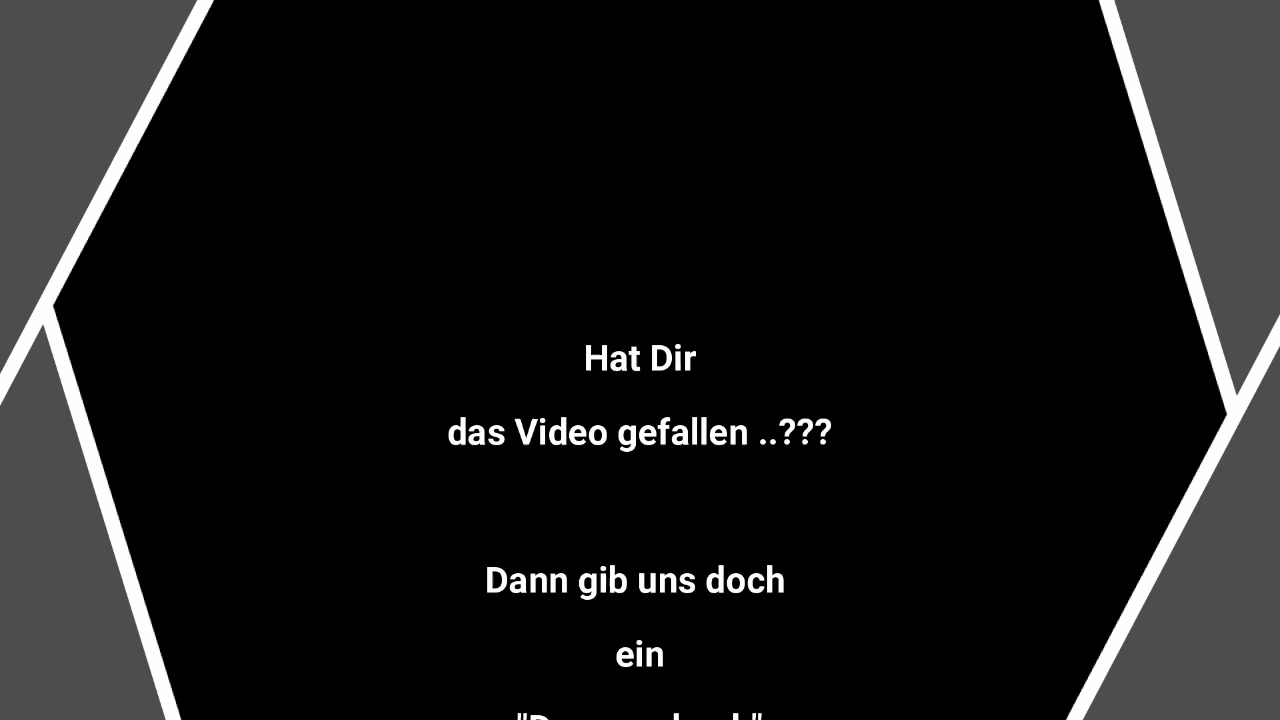 Hat Dir
das Video gefallen ..???
Dann gib uns doch
ein